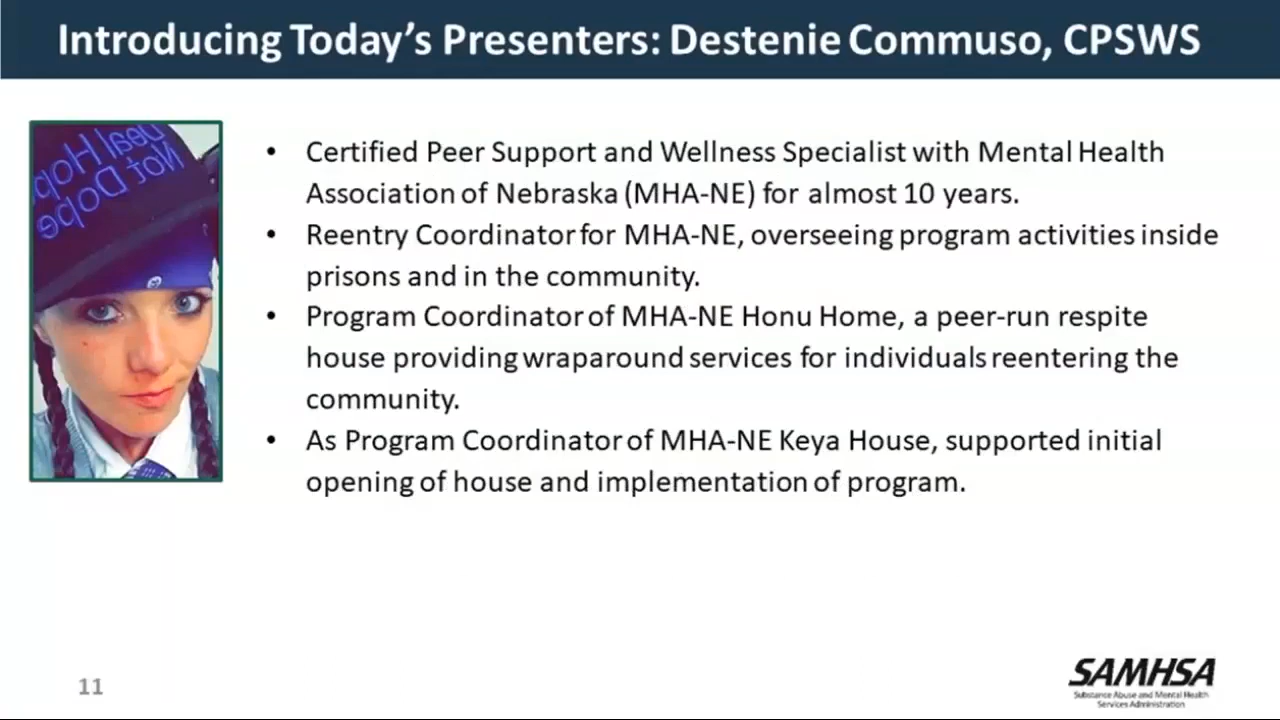 Introducing Today's Presenters: Destenie Commuso, CPSWS
Deal Hope
Not Dope
• Certified Peer Support and Wellness Specialist with Mental Health
Association of Nebraska (MHA-NE) for almost 10 years.
• Reentry Coordinator for MHA-NE, overseeing program activities inside
prisons and in the community.
• Program Coordinator of MHA-NE Honu Home, a peer-run respite
house providing wraparound services for individuals reentering the
community.
• As Program Coordinator of MHA-NE Keya House, supported initial
opening of house and implementation of program.
11
SAMHSA
Substance Abuse and Mental Health
Services Administration